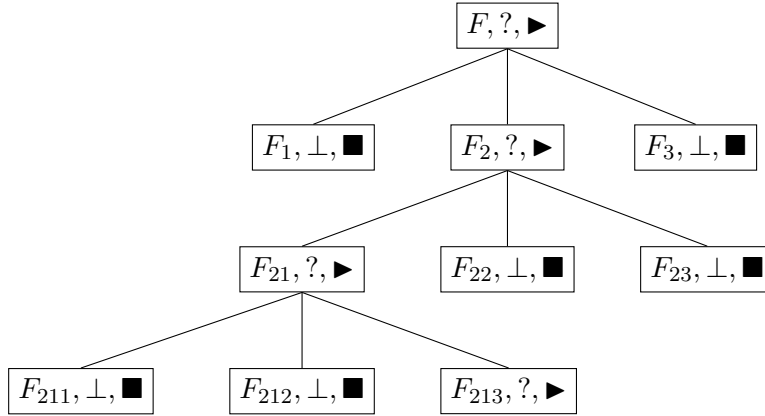 F, ?, ▶
F₁, ⊥, ■ F₂, ?, ▶ F₃, ⊥, ■
F₂₁, ?, ▶ F₂₂, ⊥, ■ F₂₃, ⊥, ■
F₂₁₁, ⊥, ■ F₂₁₂, ⊥, ■ F₂₁₃, ?, ▶